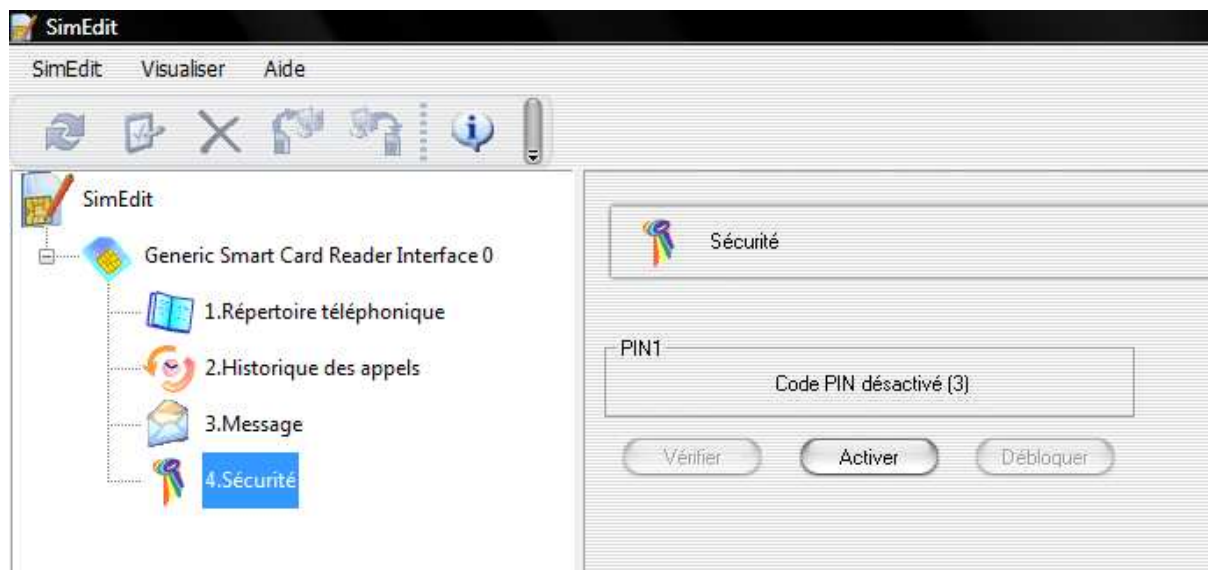 SimEdit
SimEdit Visualiser Aide
SimEdit
Generic Smart Card Reader Interface 0
1.Répertoire téléphonique
2.Historique des appels
3.Message
4.Sécurité
Sécurité
PIN1
Code PIN désactivé (3)
Vérifier Activer Débloquer